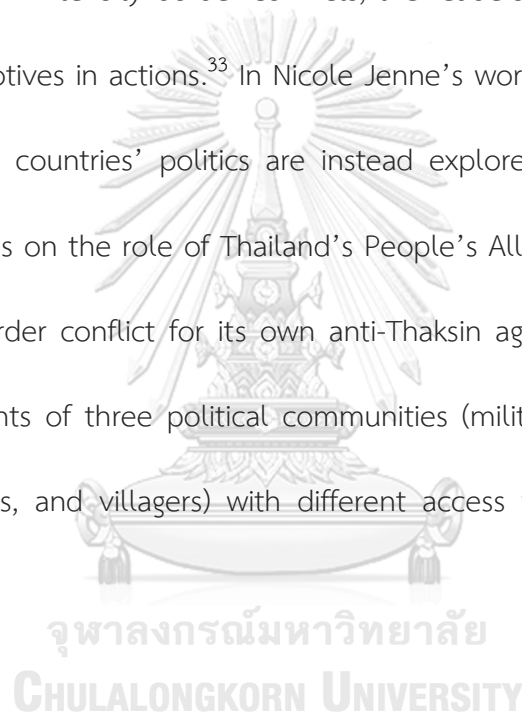 otives in actions.³³ In Nicole Jenne's wor
countries' politics are instead explore
s on the role of Thailand's People's All
rder conflict for its own anti-Thaksin ag
nts of three political communities (milit
s, and villagers) with different access
จุฬาลงกรณ์มหาวิทยาลัย
CHULALONGKORN UNIVERSITY